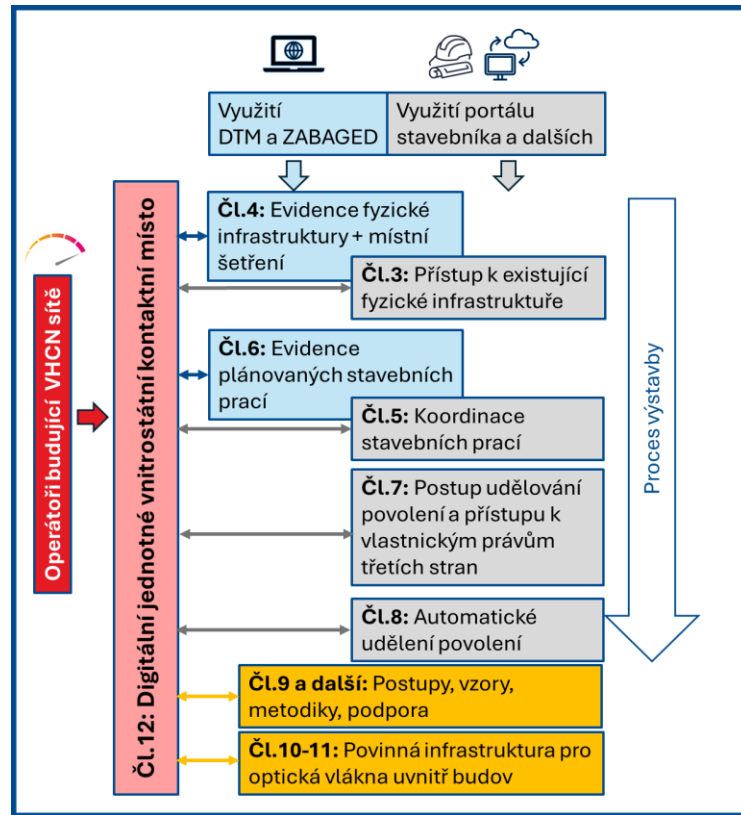 Využití
DTM a ZABAGED
Využití portálu
stavebníka a dalších
Operátoři budující VHCN sítě
Čl.12: Digitální jednotné vnitrostátní kontaktní místo
Čl.4: Evidence fyzické
infrastruktury + místní
šetření
Čl.3: Přístup k existující
fyzické infrastruktuře
Čl.6: Evidence
plánovaných stavebních
prací
Čl.5: Koordinace
stavebních prací
Čl.7: Postup udělování
povolení a přístupu k
vlastnickým právům
třetích stran
Čl.8: Automatické
udělení povolení
Čl.9 a další: Postupy, vzory,
metodiky, podpora
Čl.10-11: Povinná infrastruktura pro
optická vlákna uvnitř budov
Proces výstavby